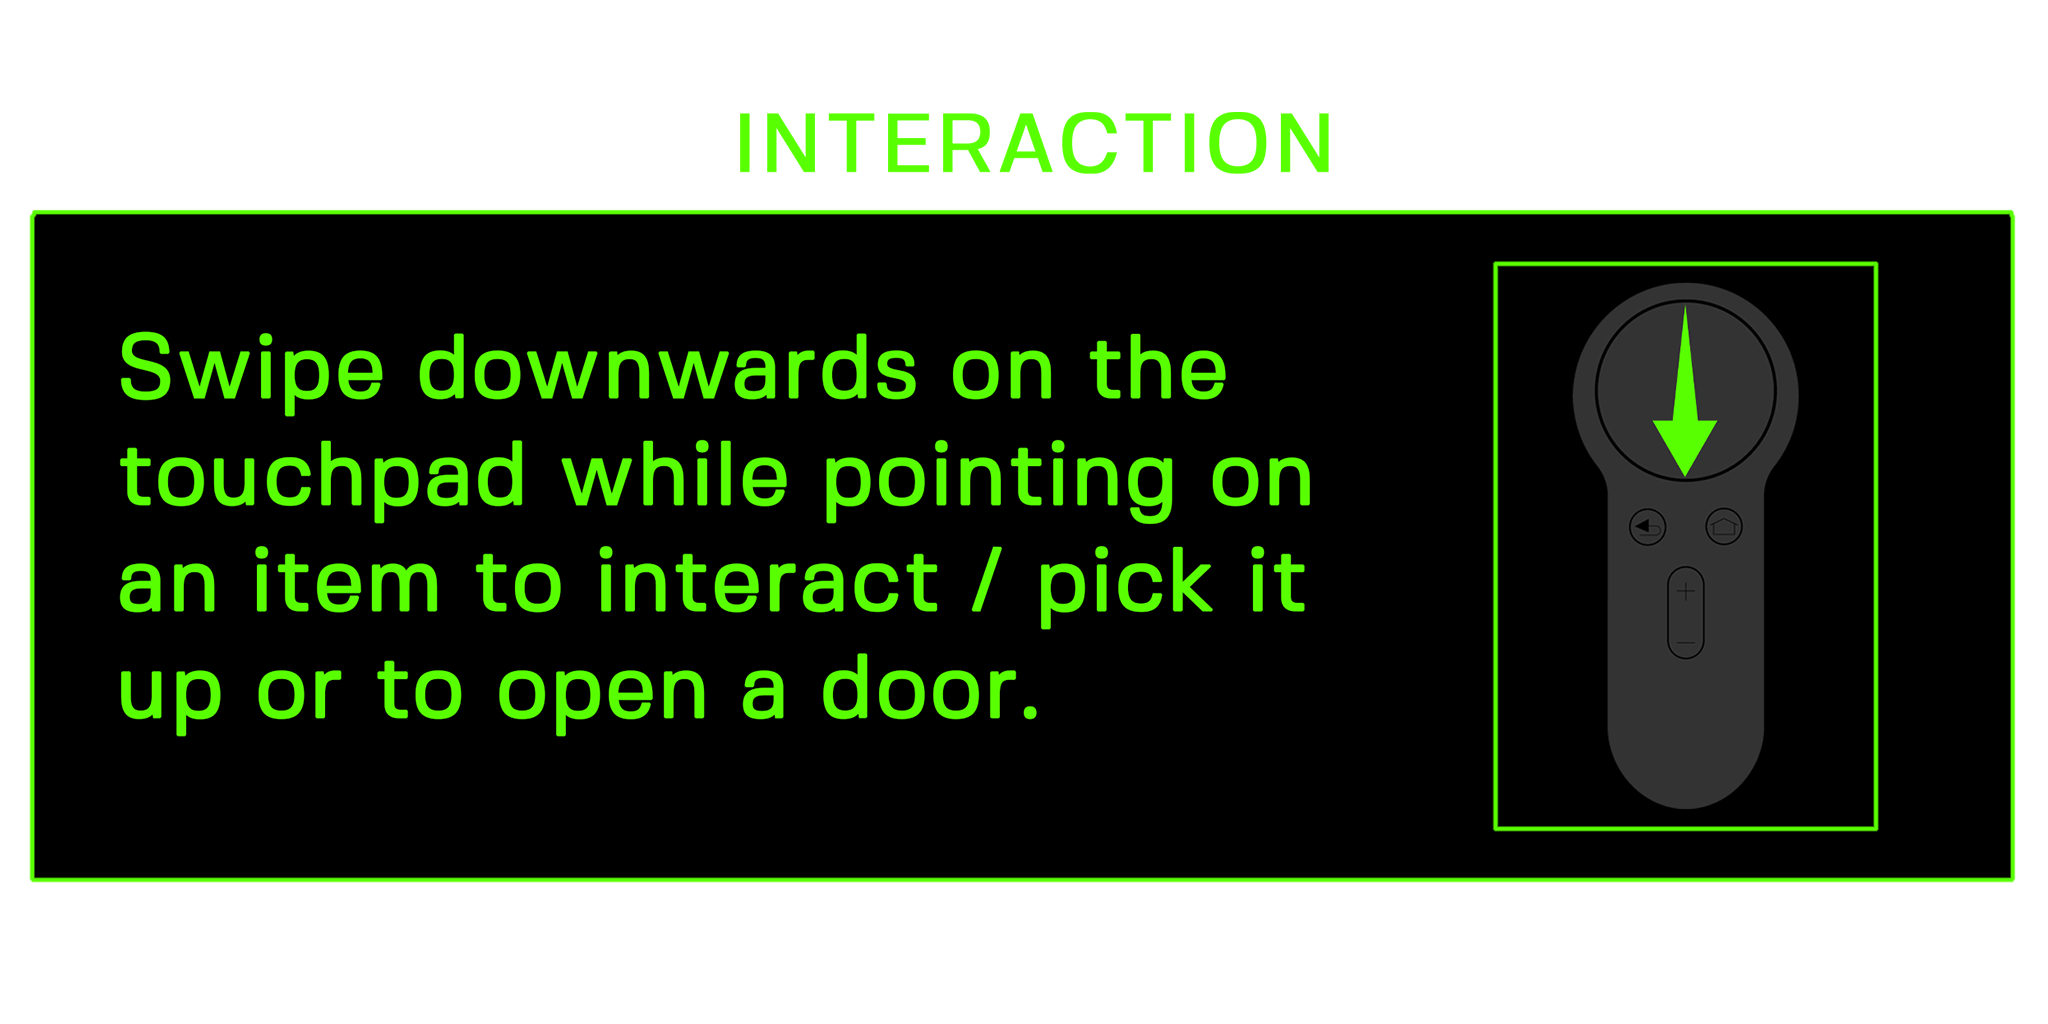 INTERACTION
Swipe downwards on the
touchpad while pointing on
an item to interact / pick it
up or to open a door.
+
−